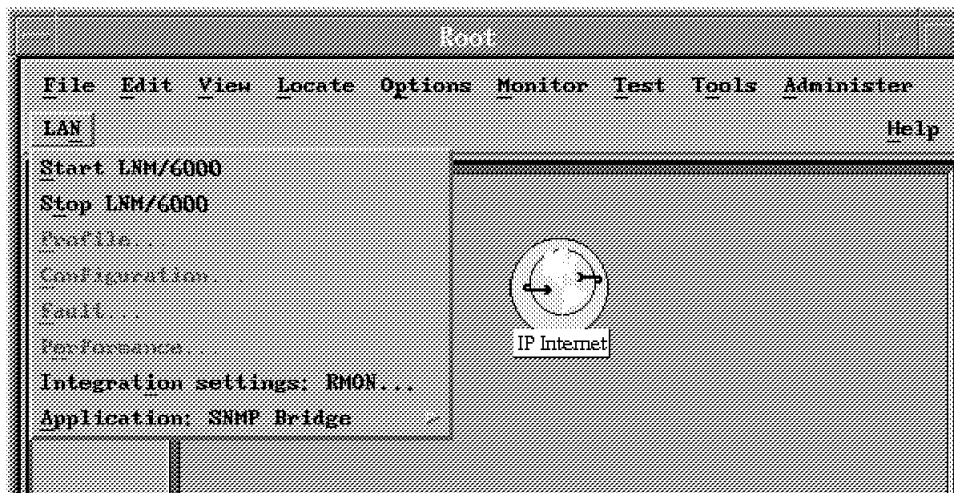 Root
File Edit View Locate Options Monitor Test Tools Administer
LAN Help
Start LNM/6000
Stop LNM/6000
Profile...
Configuration...
Fault...
Performance...
Integration settings: RMON...
Application: SNMP Bridge
IP Internet